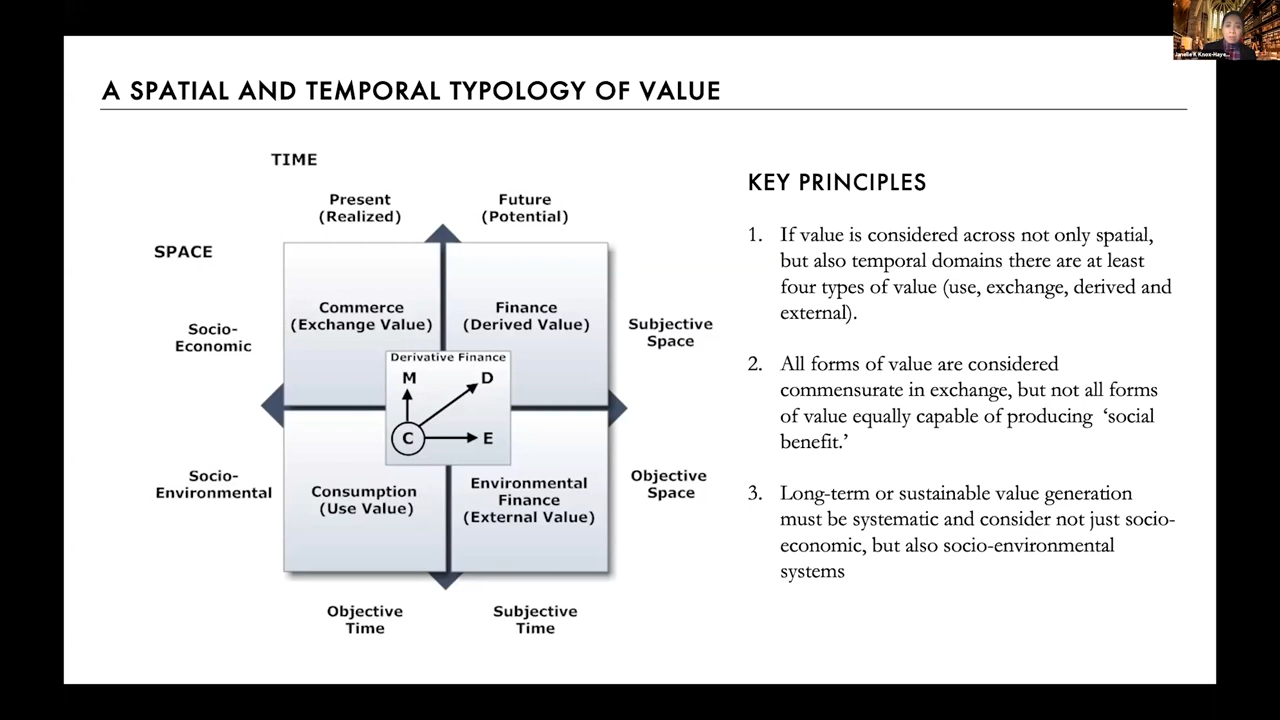 A SPATIAL AND TEMPORAL TYPOLOGY OF VALUE
TIME
Present
(Realized)
Future
(Potential)
SPACE
Socio-
Economic
Commerce
(Exchange Value)
Finance
(Derived Value)
Subjective
Space
Derivative Finance
M
D
C
E
Socio-
Environmental
Consumption
(Use Value)
Environmental
Finance
(External Value)
Objective
Space
Objective
Time
Subjective
Time
KEY PRINCIPLES
1. If value is considered across not only spatial,
but also temporal domains there are at least
four types of value (use, exchange, derived and
external).
2. All forms of value are considered
commensurate in exchange, but not all forms
of value equally capable of producing ‘social
benefit.’
3. Long-term or sustainable value generation
must be systematic and consider not just socio-
economic, but also socio-environmental
systems
Janelle K Knox-Haye...